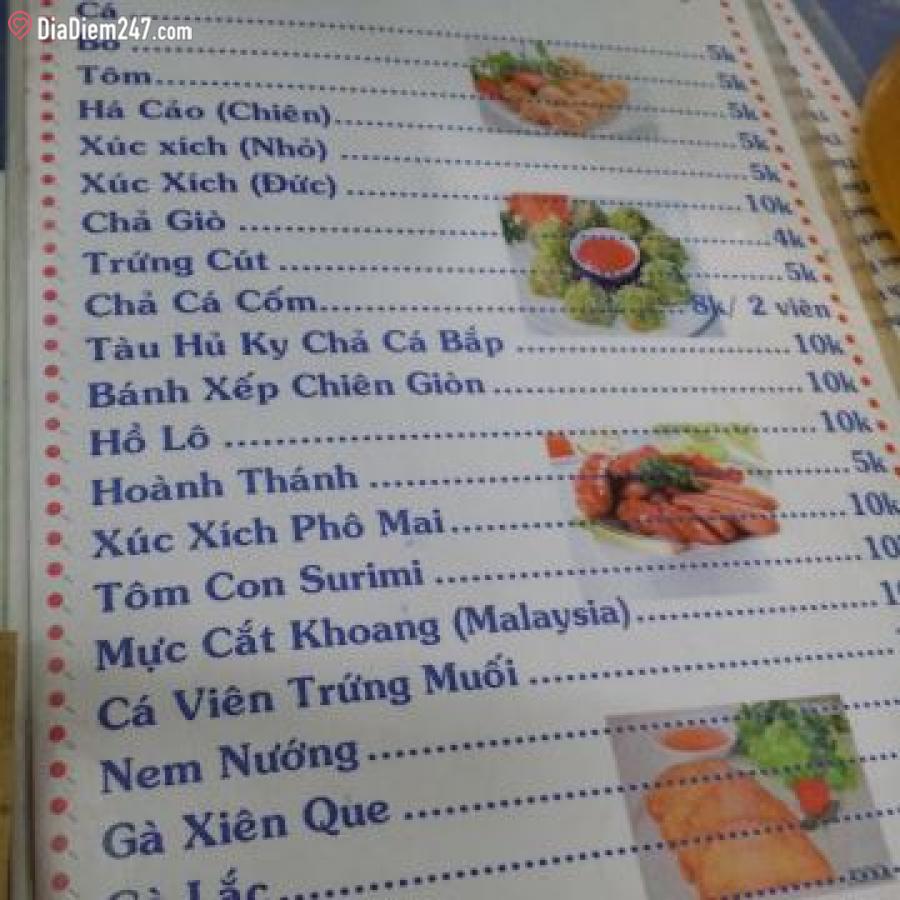 DiaDiem247.com
Cá 5k
Bò 5k
Tôm 5k
Há Cảo (Chiên) 5k
Xúc xích (Nhỏ) 5k
Xúc Xích (Đức) 10k
Chả Giò 4k
Trứng Cút 5k
Chả Cá Cốm 8k/ 2 viên
Tàu Hủ Ky Chả Cá Bắp 10k
Bánh Xếp Chiên Giòn 10k
Hồ Lô 10k
Hoành Thánh 5k
Xúc Xích Phô Mai 10k
Tôm Con Surimi
Mực Cắt Khoang (Malaysia)
Cá Viên Trứng Muối
Nem Nướng
Gà Xiên Que
Gà Lắc